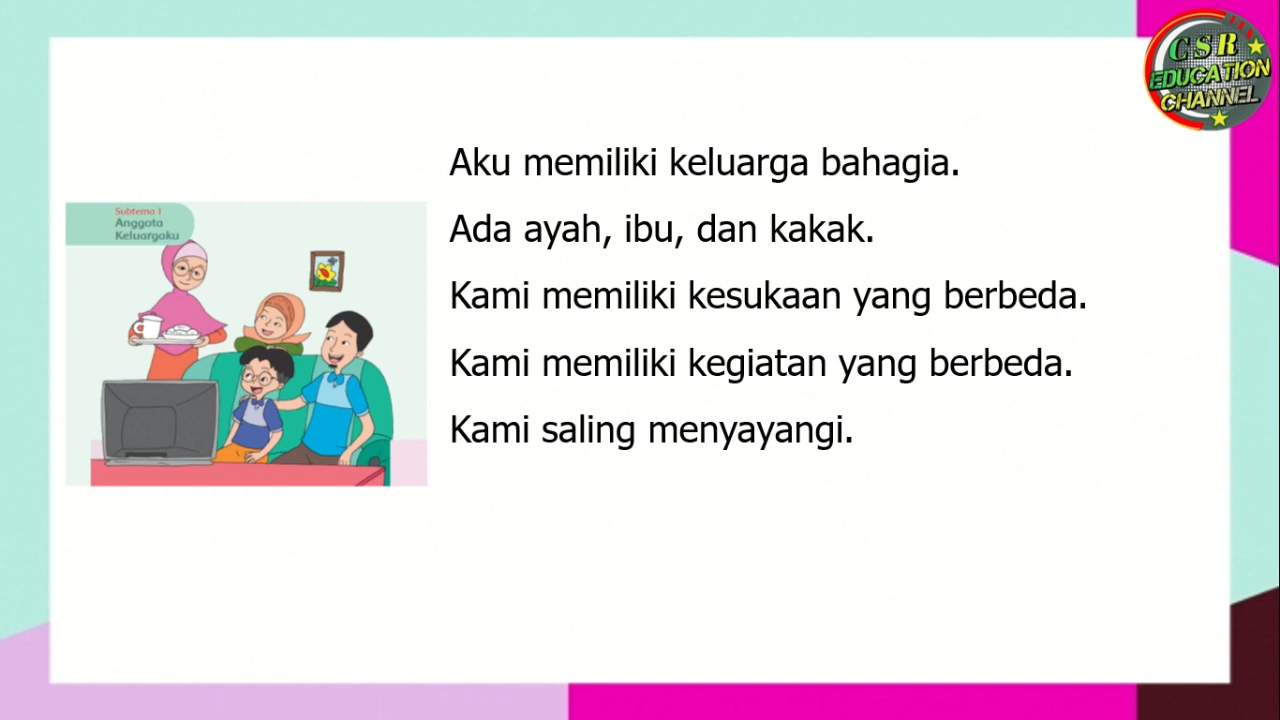 CSR
EDUCATION
CHANNEL
Subtema 1
Anggota
Keluargaku
Aku memiliki keluarga bahagia.
Ada ayah, ibu, dan kakak.
Kami memiliki kesukaan yang berbeda.
Kami memiliki kegiatan yang berbeda.
Kami saling menyayangi.